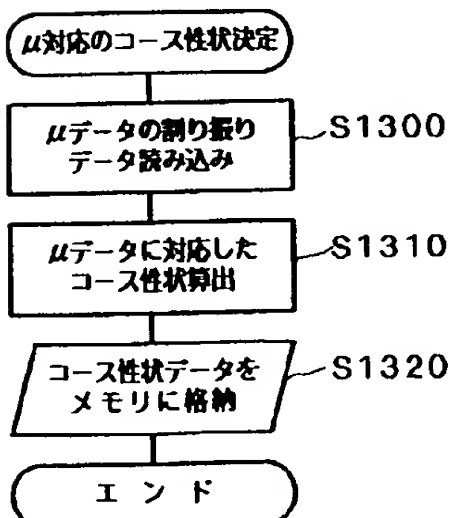 μ対応のコース性状決定
μデータの割り振り
データ読み込み
S1300
μデータに対応した
コース性状算出
S1310
コース性状データを
メモリに格納
S1320
エンド